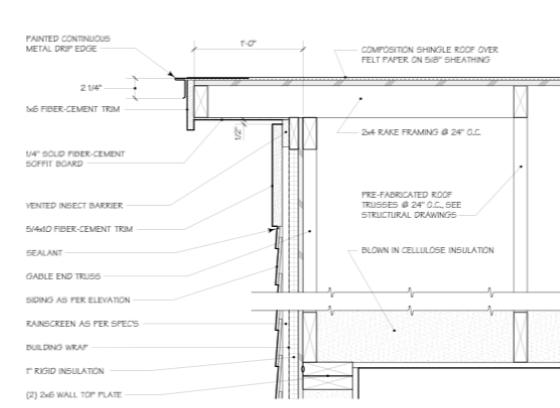 PAINTED CONTINUOUS
METAL DRIP EDGE
1'-0"
COMPOSITION SHINGLE ROOF OVER
FELT PAPER ON 5/8" SHEATHING
2 1/4"
1x6 FIBER-CEMENT TRIM
1/2"
2x4 RAKE FRAMING @ 24" O.C.
1/4" SOLID FIBER-CEMENT
SOFFIT BOARD
VENTED INSECT BARRIER
PRE-FABRICATED ROOF
TRUSSES @ 24" O.C., SEE
STRUCTURAL DRAWINGS
5/4x10 FIBER-CEMENT TRIM
SEALANT
BLOWN IN CELLULOSE INSULATION
GABLE END TRUSS
SIDING AS PER ELEVATION
RAINSCREEN AS PER SPEC'S
BUILDING WRAP
1" RIGID INSULATION
(2) 2x6 WALL TOP PLATE